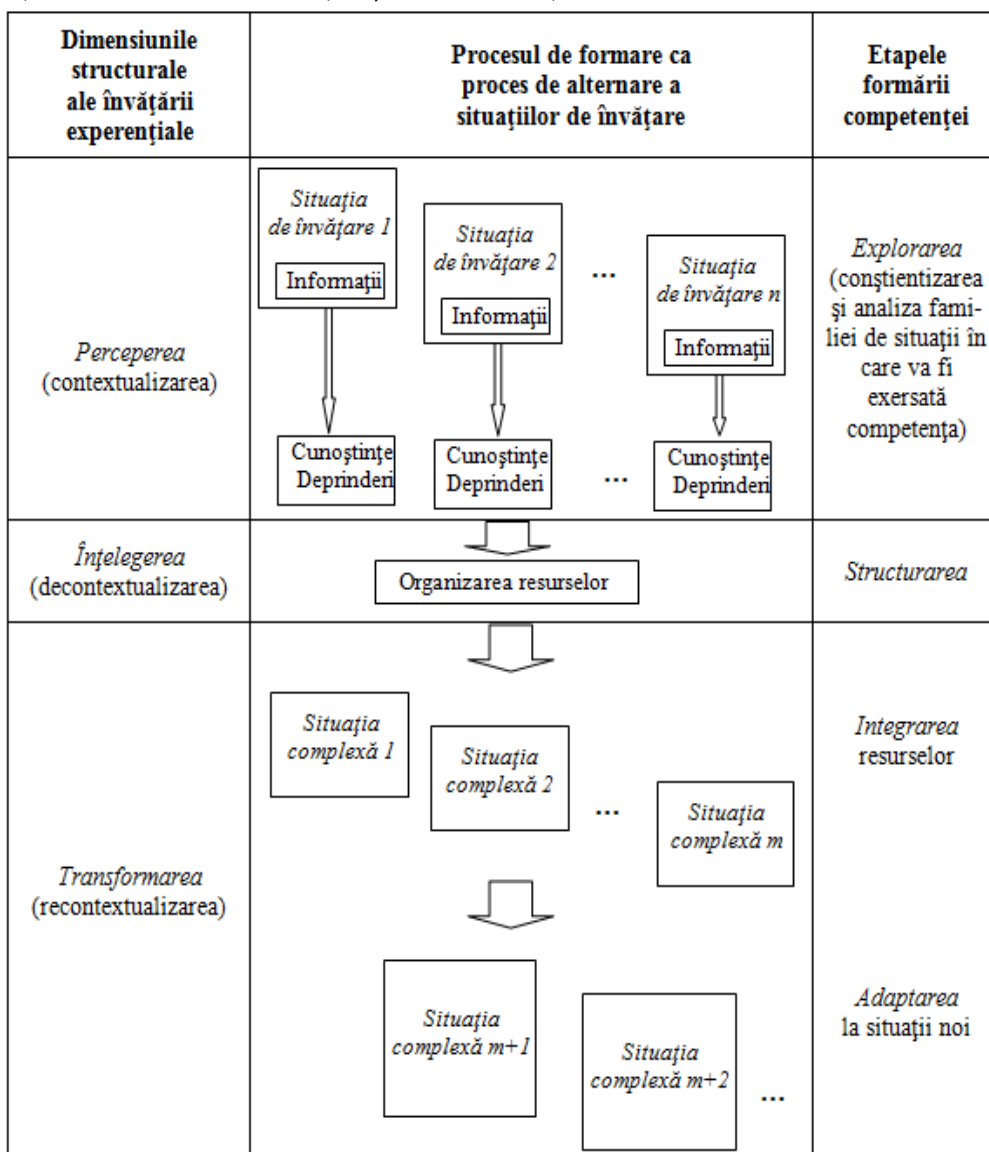 Dimensiunile
structurale
ale învăţării
experenţiale
Procesul de formare ca
proces de alternare a
situaţiilor de învăţare
Etapele
formării
competenţei
Perceperea
(contextualizarea)
Situaţia
de învăţare 1
Informaţii
Situaţia
de învăţare 2
Informaţii
...
Situaţia
de învăţare n
Informaţii
Cunoştinţe
Deprinderi
Cunoştinţe
Deprinderi
...
Cunoştinţe
Deprinderi
Explorarea
(conştientizarea
şi analiza fami-
liei de situaţii în
care va fi
exersată
competenţa)
Înţelegerea
(decontextualizarea)
Organizarea resurselor
Structurarea
Transformarea
(recontextualizarea)
Situaţia
complexă 1
Situaţia
complexă 2
...
Situaţia
complexă m
Integrarea
resurselor
Situaţia
complexă m+1
Situaţia
complexă m+2
...
Adaptarea
la situaţii noi